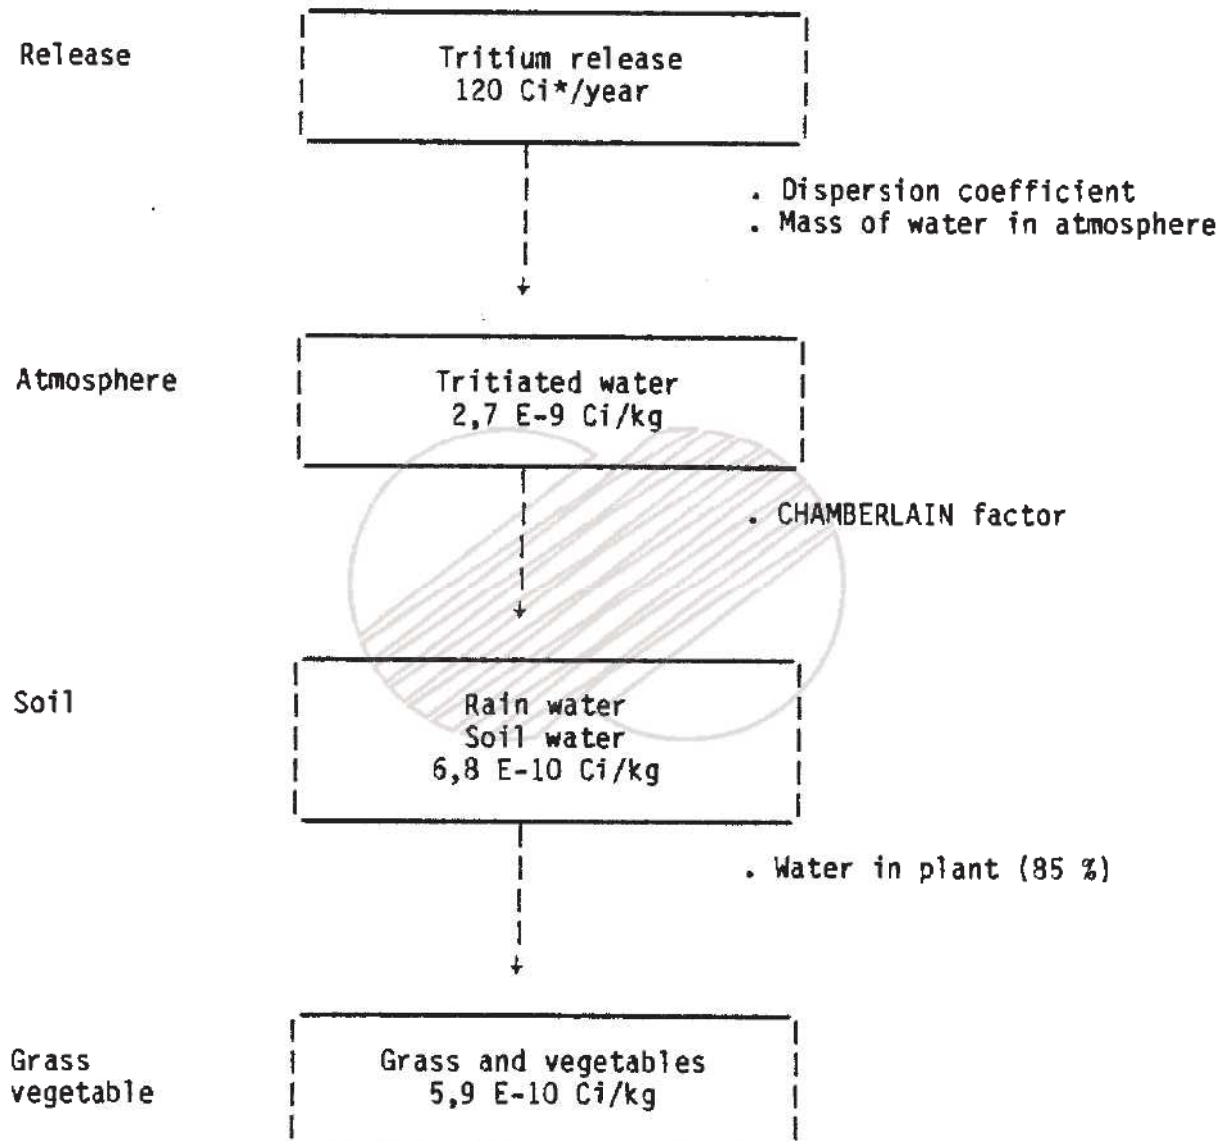 Release
Tritium release
120 Ci*/year
. Dispersion coefficient
. Mass of water in atmosphere
Atmosphere
Tritiated water
2,7 E-9 Ci/kg
. CHAMBERLAIN factor
Soil
Rain water
Soil water
6,8 E-10 Ci/kg
. Water in plant (85 %)
Grass
vegetable
Grass and vegetables
5,9 E-10 Ci/kg